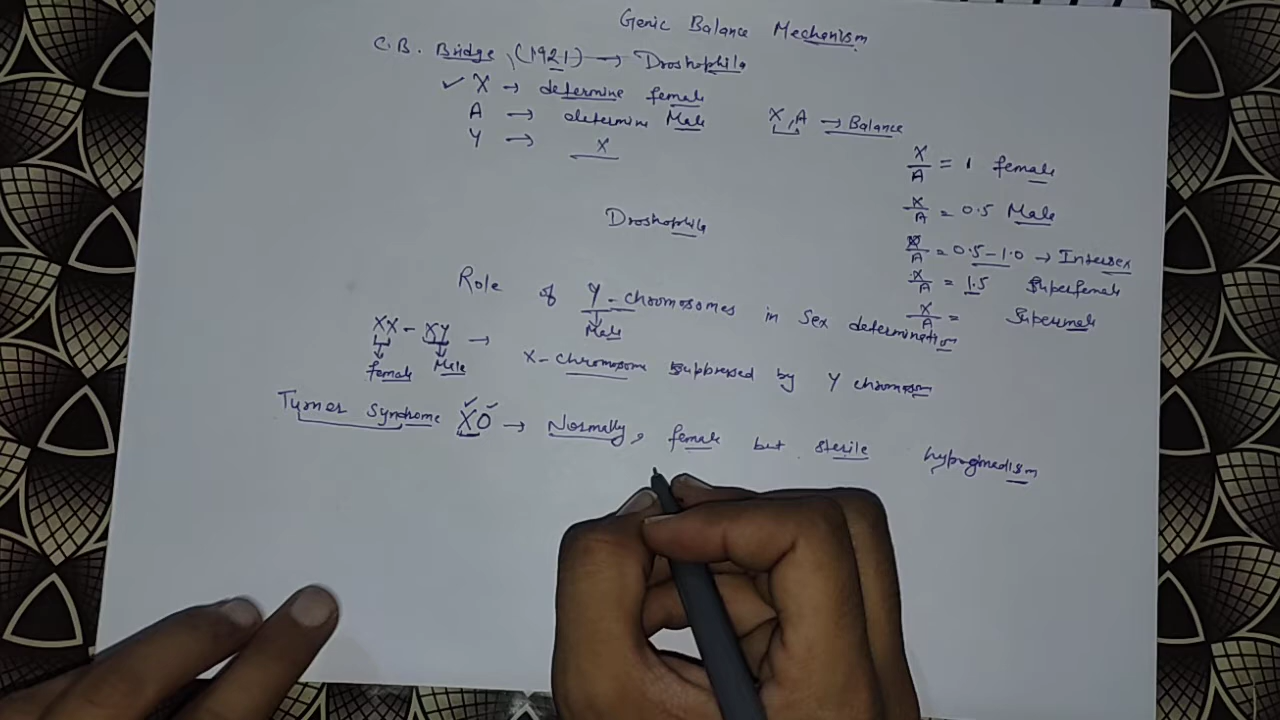 Genic Balance Mechanism
C.B. Bridge, (1921) → Droshophila
✓ X → determine female
A → determine Male
Y → X
X, A → Balance
X/A = 1 female
X/A = 0.5 Male
X/A = 0.5-1.0 → Intersex
X/A = 1.5 Superfemale
X/A = Supermale
Droshophila
Role of Y-chromosomes in Sex determination
Male
XX - XY →
female Male
X-chromosome Suppressed by Y chromosom
Turner Syndrome XO → Normally, female but sterile